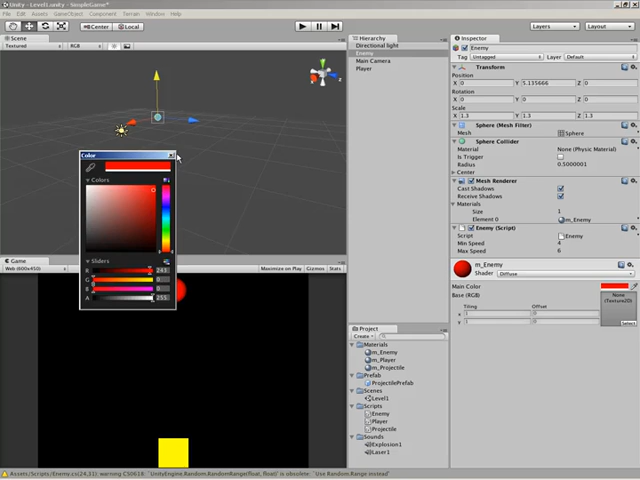 Unity - Level1.unity - SimpleGame*
File Edit Assets GameObject Component Terrain Window Help
Center Local Layers Layout
Scene
Textured RGB
Hierarchy
Create
Directional light
Enemy
Main Camera
Player
Inspector
Enemy
Tag Untagged Layer Default
Transform
Position
X 0 Y 5.135666 Z 0
Rotation
X 0 Y 0 Z 0
Scale
X 1.3 Y 1.3 Z 1.3
Sphere (Mesh Filter)
Mesh Sphere
Sphere Collider
Material None (Physic Material)
Is Trigger
Radius 0.5000001
Center
Mesh Renderer
Cast Shadows
Receive Shadows
Materials
Size 1
Element 0 m_Enemy
Enemy (Script)
Script Enemy
Min Speed 4
Max Speed 6
m_Enemy
Shader Diffuse
Main Color
Base (RGB)
Tiling Offset
x 1 0
y 1 0
None
(Texture2D)
Select
Color
Colors
Sliders
R 243
G 0
B 0
A 255
Game
Web (600x450) Maximize on Play Stats Gizmos
Project
Create
Materials
m_Enemy
m_Player
m_Projectile
Prefab
ProjectilePrefab
Scenes
Level1
Scripts
Enemy
Player
Projectile
Sounds
Explosion1
Laser1
Assets/Scripts/Enemy.cs(24,31): warning CS0618: `UnityEngine.Random.RandomRange(float, float)' is obsolete: `Use Random.Range instead'